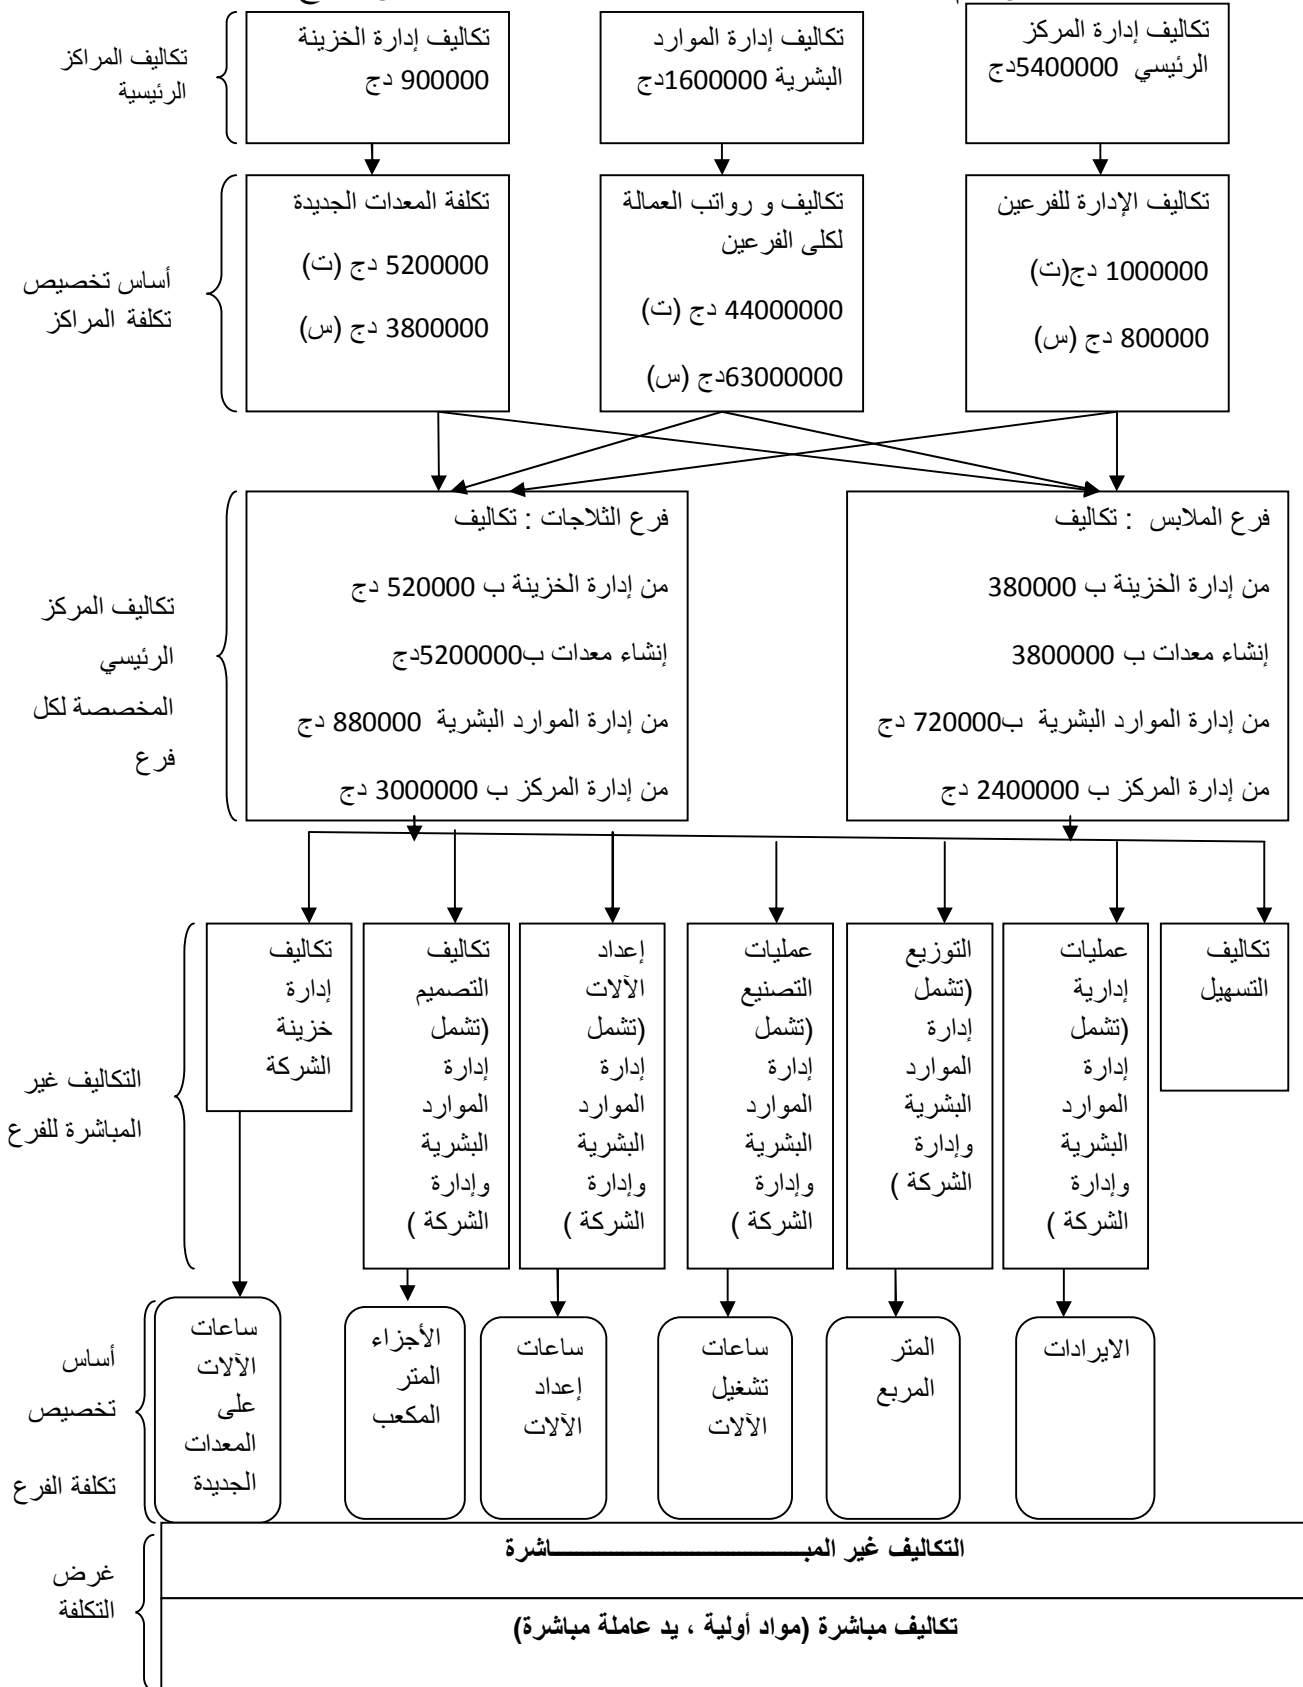 تكاليف المراكز
الرئيسية
تكاليف إدارة المركز
الرئيسي 5400000دج
تكاليف إدارة الموارد
البشرية 1600000دج
تكاليف إدارة الخزينة
900000 دج
أساس تخصيص
تكلفة المراكز
تكاليف الإدارة للفرعين
1000000 دج(ت)
800000 دج (س)
تكاليف و رواتب العمالة
لكلى الفرعين
44000000 دج (ت)
63000000دج (س)
تكلفة المعدات الجديدة
5200000 دج (ت)
3800000 دج (س)
تكاليف المركز
الرئيسي
المخصصة لكل
فرع
فرع الملابس : تكاليف
من إدارة الخزينة ب 380000
إنشاء معدات ب 3800000
من إدارة الموارد البشرية ب720000 دج
من إدارة المركز ب 2400000 دج
فرع الثلاجات : تكاليف
من إدارة الخزينة ب 520000 دج
إنشاء معدات ب5200000دج
من إدارة الموارد البشرية 880000 دج
من إدارة المركز ب 3000000 دج
التكاليف غير
المباشرة للفرع
تكاليف
التسهيل
عمليات
إدارية
(تشمل
إدارة
الموارد
البشرية
وإدارة
الشركة )
التوزيع
(تشمل
إدارة
الموارد
البشرية
وإدارة
الشركة )
عمليات
التصنيع
(تشمل
إدارة
الموارد
البشرية
وإدارة
الشركة )
إعداد
الآلات
(تشمل
إدارة
الموارد
البشرية
وإدارة
الشركة )
تكاليف
التصميم
(تشمل
إدارة
الموارد
البشرية
وإدارة
الشركة )
تكاليف
إدارة
خزينة
الشركة
أساس
تخصيص
تكلفة الفرع
الايرادات
المتر
المربع
ساعات
تشغيل
الآلات
ساعات
إعداد
الآلات
الأجزاء
المتر
المكعب
ساعات
الآلات
على
المعدات
الجديدة
غرض
التكلفة
التكاليف غير المبـــــــــــــاشرة
تكاليف مباشرة (مواد أولية ، يد عاملة مباشرة)